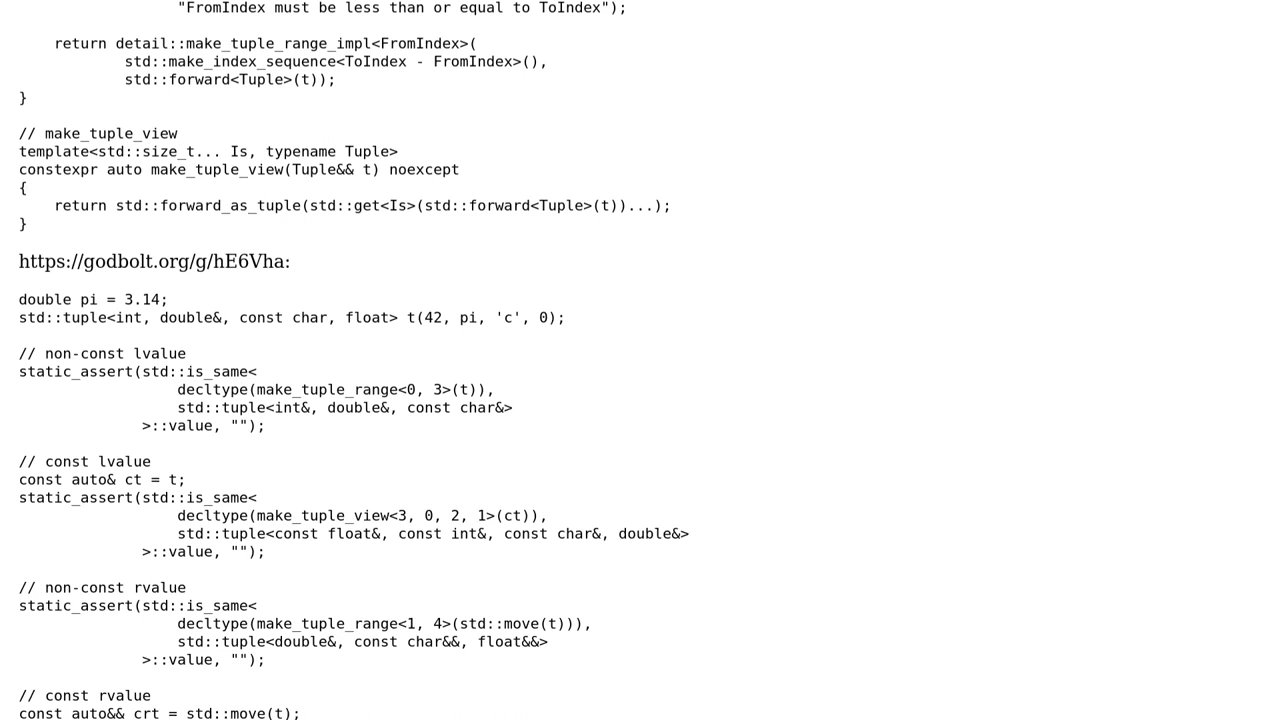 "FromIndex must be less than or equal to ToIndex");
return detail::make_tuple_range_impl<FromIndex>(
std::make_index_sequence<ToIndex - FromIndex>(),
std::forward<Tuple>(t));
}
// make_tuple_view
template<std::size_t... Is, typename Tuple>
constexpr auto make_tuple_view(Tuple&& t) noexcept
{
return std::forward_as_tuple(std::get<Is>(std::forward<Tuple>(t))...);
}
https://godbolt.org/g/hE6Vha:
double pi = 3.14;
std::tuple<int, double&, const char, float> t(42, pi, 'c', 0);
// non-const lvalue
static_assert(std::is_same<
decltype(make_tuple_range<0, 3>(t)),
std::tuple<int&, double&, const char&>
>::value, "");
// const lvalue
const auto& ct = t;
static_assert(std::is_same<
decltype(make_tuple_view<3, 0, 2, 1>(ct)),
std::tuple<const float&, const int&, const char&, double&>
>::value, "");
// non-const rvalue
static_assert(std::is_same<
decltype(make_tuple_range<1, 4>(std::move(t))),
std::tuple<double&, const char&&, float&&>
>::value, "");
// const rvalue
const auto&& crt = std::move(t);